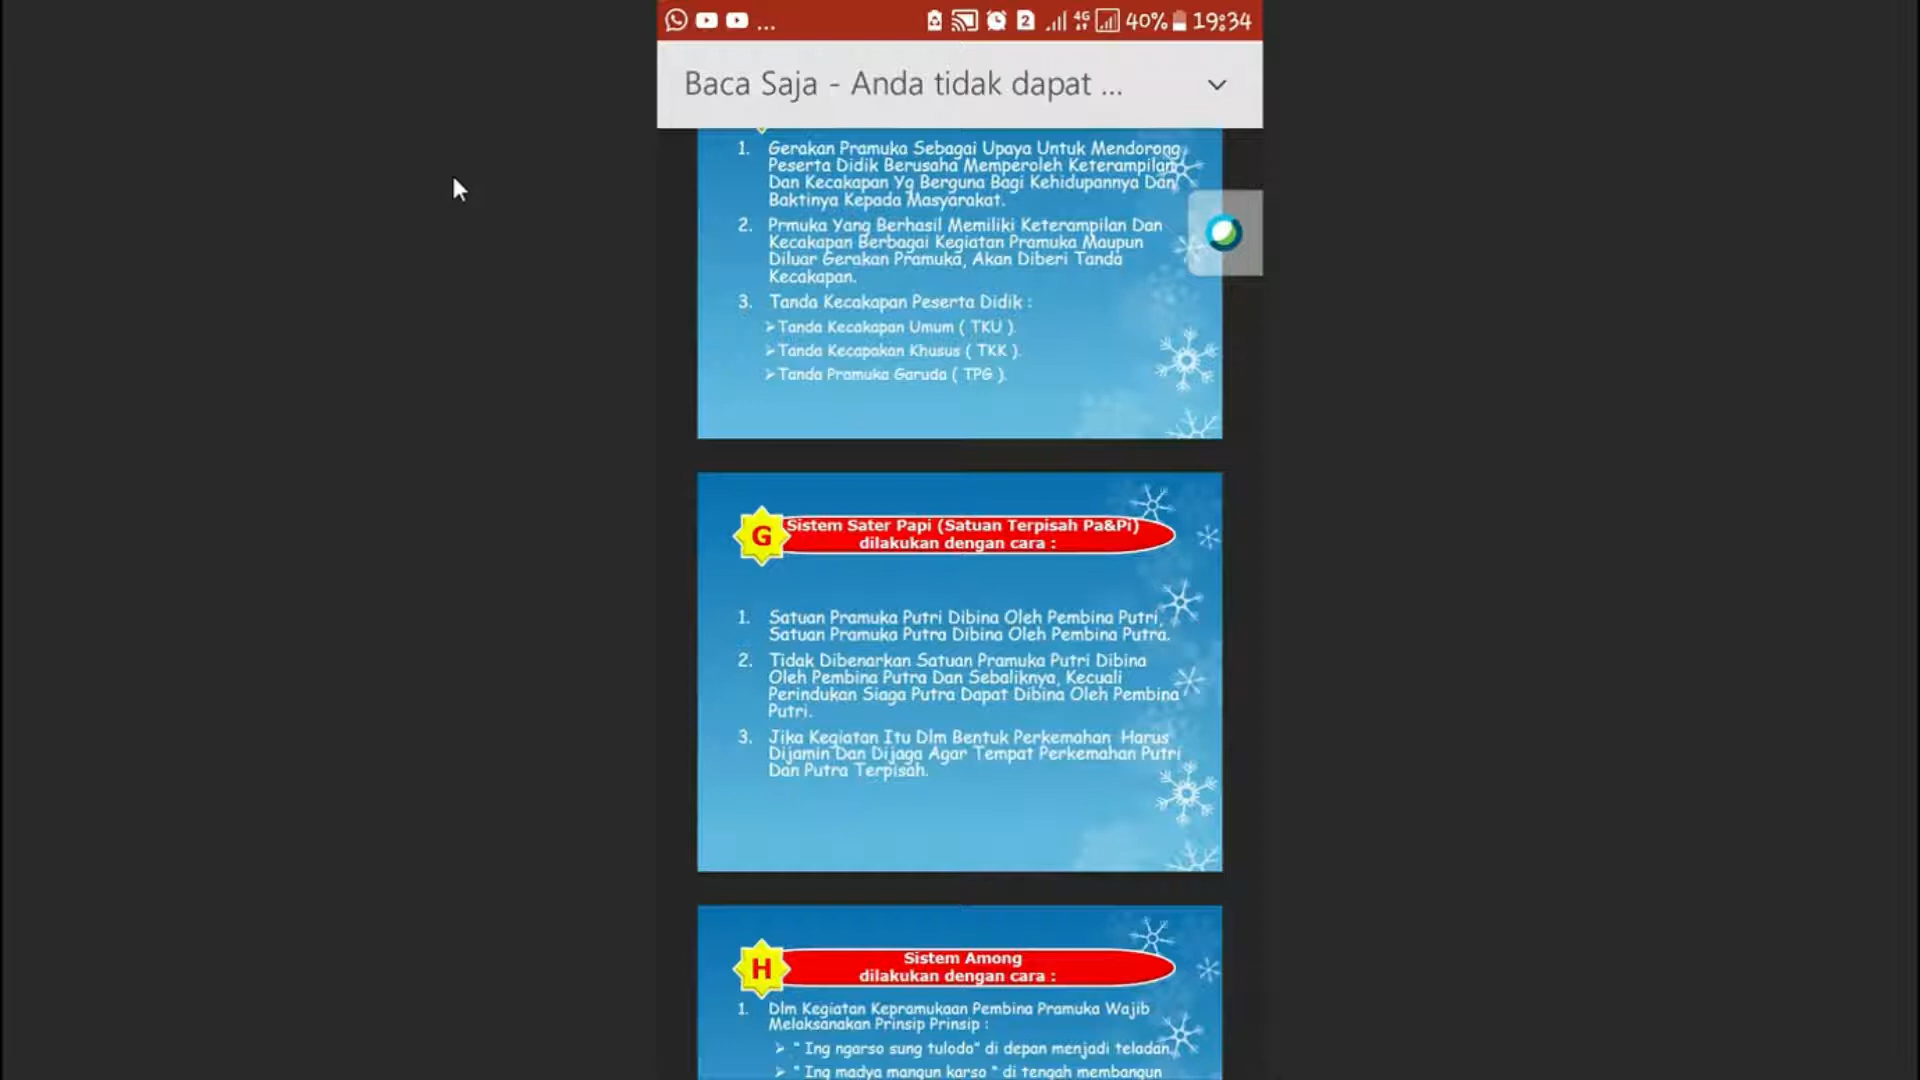 ... 2 4G 40% 19:34
Baca Saja - Anda tidak dapat ...
1. Gerakan Pramuka Sebagai Upaya Untuk Mendorong
Peserta Didik Berusaha Memperoleh Keterampilan
Dan Kecakapan Yg Berguna Bagi Kehidupannya Dan
Baktinya Kepada Masyarakat.
2. Prmuka Yang Berhasil Memiliki Keterampilan Dan
Kecakapan Berbagai Kegiatan Pramuka Maupun
Diluar Gerakan Pramuka, Akan Diberi Tanda
Kecakapan.
3. Tanda Kecakapan Peserta Didik :
➢Tanda Kecakapan Umum ( TKU ).
➢Tanda Kecapakan Khusus ( TKK ).
➢Tanda Pramuka Garuda ( TPG ).
G
Sistem Sater Papi (Satuan Terpisah Pa&Pi)
dilakukan dengan cara :
1. Satuan Pramuka Putri Dibina Oleh Pembina Putri,
Satuan Pramuka Putra Dibina Oleh Pembina Putra.
2. Tidak Dibenarkan Satuan Pramuka Putri Dibina
Oleh Pembina Putra Dan Sebaliknya, Kecuali
Perindukan Siaga Putra Dapat Dibina Oleh Pembina
Putri.
3. Jika Kegiatan Itu Dlm Bentuk Perkemahan Harus
Dijamin Dan Dijaga Agar Tempat Perkemahan Putri
Dan Putra Terpisah.
H
Sistem Among
dilakukan dengan cara :
1. Dlm Kegiatan Kepramukaan Pembina Pramuka Wajib
Melaksanakan Prinsip Prinsip :
➢ " Ing ngarso sung tulodo" di depan menjadi teladan.
➢ " Ing madya mangun karso " di tengah membangun